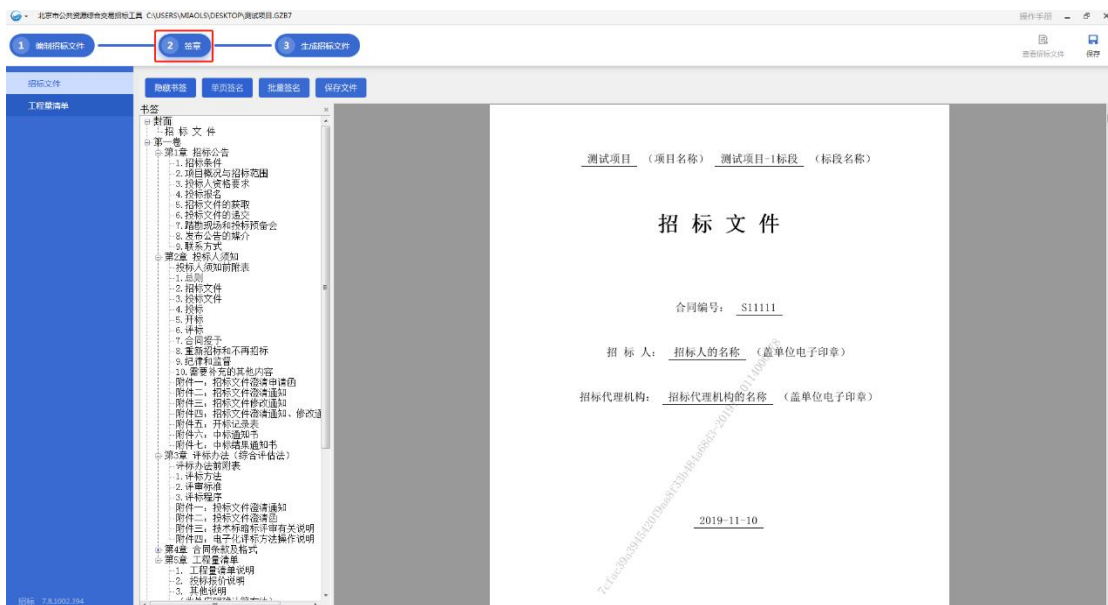 北京市公共资源综合交易招标工具 C:\USERS\MIAOLS\DESKTOP\测试项目.GZB7
操作手册
1 编制招标文件
2 签章
3 生成招标文件
查看招标文件
保存
招标文件
工程量清单
隐藏书签
单页签名
批量签名
保存文件
书签
封面
招 标 文 件
第一卷
第1章 招标公告
1.招标条件
2.项目概况与招标范围
3.投标人资格要求
4.投标报名
5.招标文件的获取
6.投标文件的递交
7.踏勘现场和投标预备会
8.发布公告的媒介
9.联系方式
第2章 投标人须知
投标人须知前附表
1.总则
2.招标文件
3.投标文件
4.投标
5.开标
6.评标
7.合同授予
8.重新招标和不再招标
9.纪律和监督
10.需要补充的其他内容
附件一：招标文件澄清申请函
附件二：招标文件澄清通知
附件三：招标文件修改通知
附件四：招标文件澄清通知、修改通
附件五：开标记录表
附件六：中标通知书
附件七：中标结果通知书
第3章 评标办法（综合评估法）
评标办法前附表
1.评标方法
2.评审标准
3.评标程序
附件一：投标文件澄清通知
附件二：投标文件澄清函
附件三：技术标暗标评审有关说明
附件四：电子化评标方法操作说明
第4章 合同条款及格式
第5章 工程量清单
1. 工程量清单说明
2. 投标报价说明
3. 其他说明
招标 7.8.1002.394
测试项目 （项目名称） 测试项目-1标段 （标段名称）
招 标 文 件
合同编号： S11111
招 标 人： 招标人的名称 （盖单位电子印章）
招标代理机构： 招标代理机构的名称 （盖单位电子印章）
2019-11-10